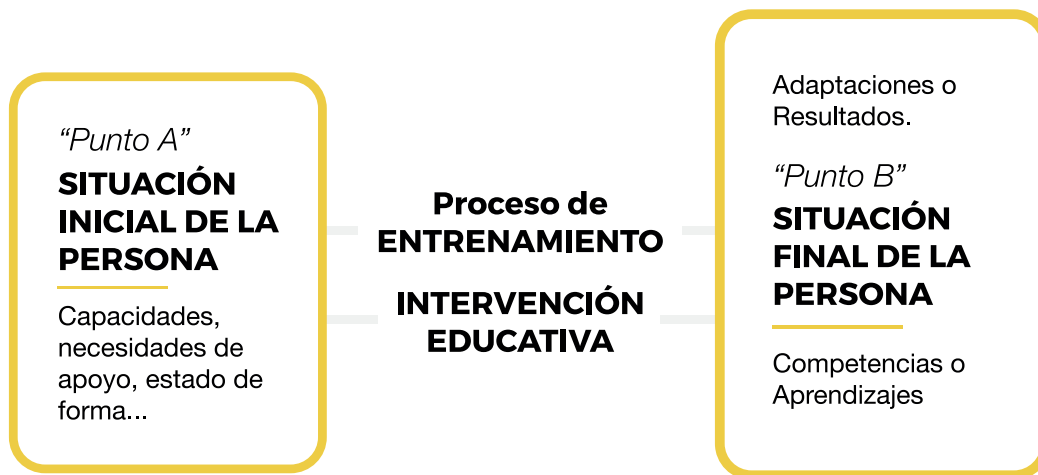 “Punto A”
SITUACIÓN
INICIAL DE LA
PERSONA
Capacidades,
necesidades de
apoyo, estado de
forma...
Proceso de
ENTRENAMIENTO
INTERVENCIÓN
EDUCATIVA
Adaptaciones o
Resultados.
“Punto B”
SITUACIÓN
FINAL DE LA
PERSONA
Competencias o
Aprendizajes